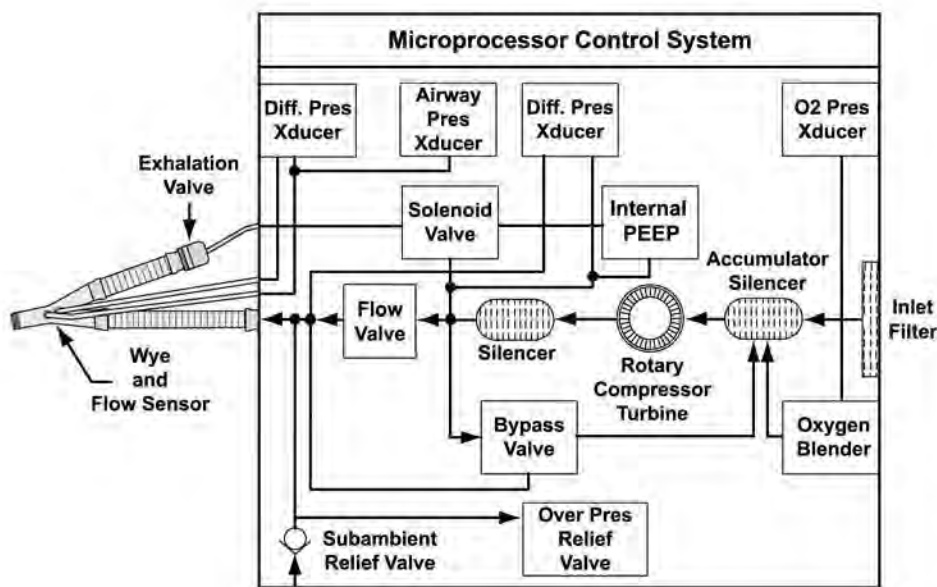 Microprocessor Control System
Diff. Pres
Xducer
Airway
Pres
Xducer
Diff. Pres
Xducer
O2 Pres
Xducer
Exhalation
Valve
Solenoid
Valve
Internal
PEEP
Accumulator
Silencer
Flow
Valve
Silencer
Rotary
Compressor
Turbine
Inlet
Filter
Wye
and
Flow Sensor
Bypass
Valve
Oxygen
Blender
Subambient
Relief Valve
Over Pres
Relief
Valve